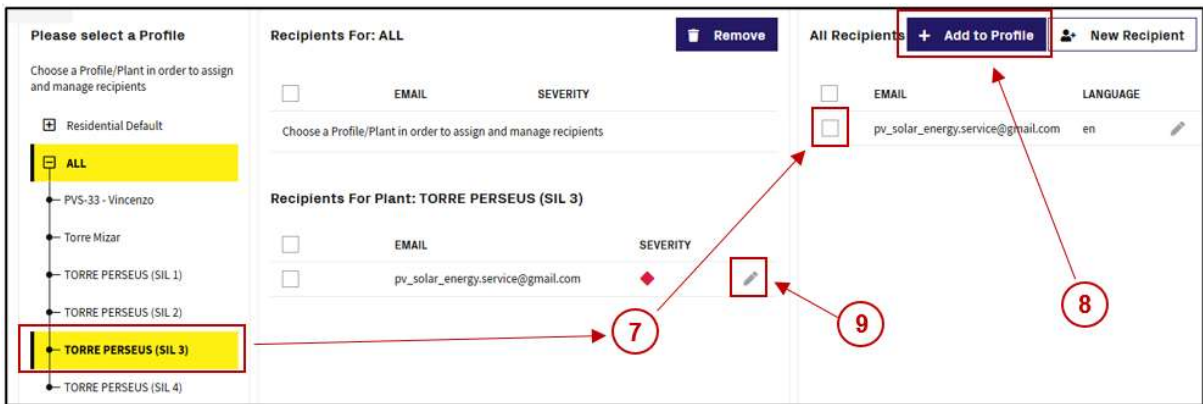 Please select a Profile
Choose a Profile/Plant in order to assign
and manage recipients
Residential Default
ALL
PVS-33 - Vincenzo
Torre Mizar
TORRE PERSEUS (SIL 1)
TORRE PERSEUS (SIL 2)
TORRE PERSEUS (SIL 3)
TORRE PERSEUS (SIL 4)
Recipients For: ALL
Remove
EMAIL SEVERITY
Choose a Profile/Plant in order to assign and manage recipients
Recipients For Plant: TORRE PERSEUS (SIL 3)
EMAIL SEVERITY
pv_solar_energy.service@gmail.com
7
9
All Recipients + Add to Profile New Recipient
EMAIL LANGUAGE
pv_solar_energy.service@gmail.com en
8